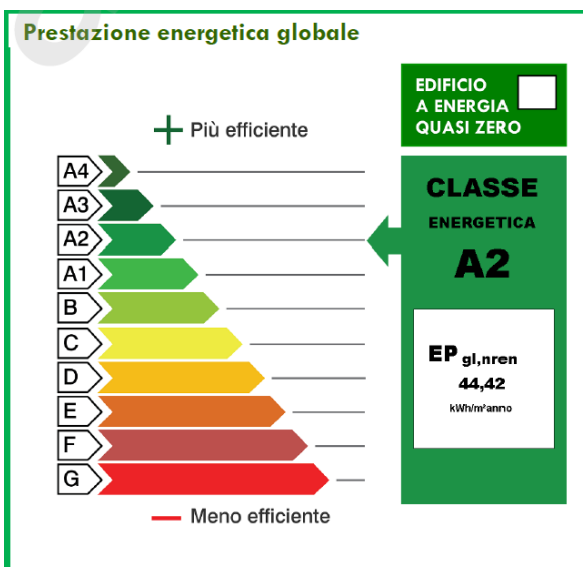 Prestazione energetica globale
EDIFICIO
A ENERGIA
QUASI ZERO
+ Più efficiente
A4
A3
A2
A1
B
C
D
E
F
G
— Meno efficiente
CLASSE
ENERGETICA
A2
EP gl,nren
44,42
kWh/m²anno